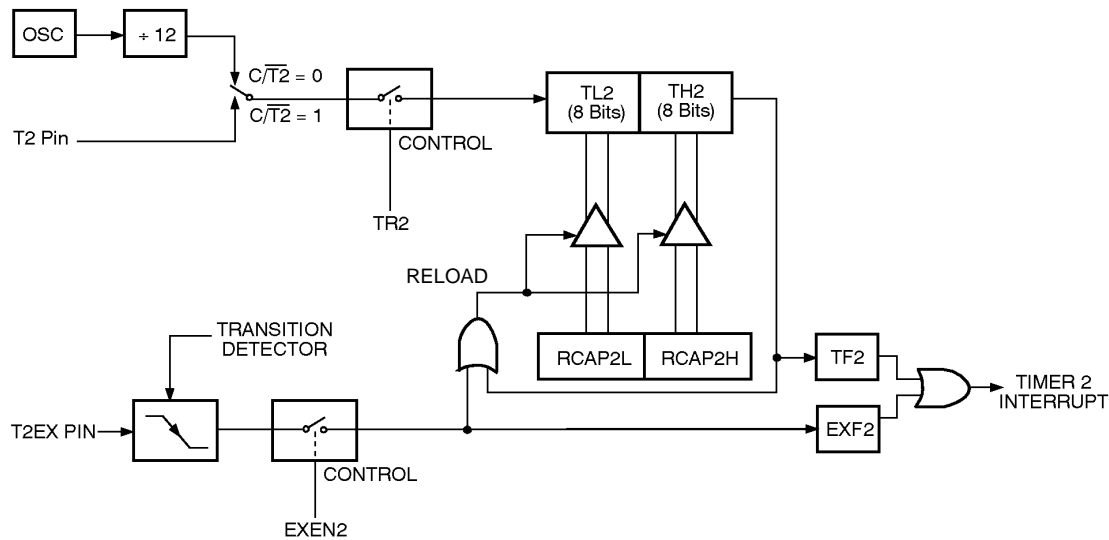 OSC
÷ 12
C/T2 = 0
C/T2 = 1
T2 Pin
CONTROL
TR2
TL2
(8 Bits)
TH2
(8 Bits)
RELOAD
TRANSITION
DETECTOR
RCAP2L
RCAP2H
TF2
TIMER 2
INTERRUPT
T2EX PIN
EXF2
CONTROL
EXEN2